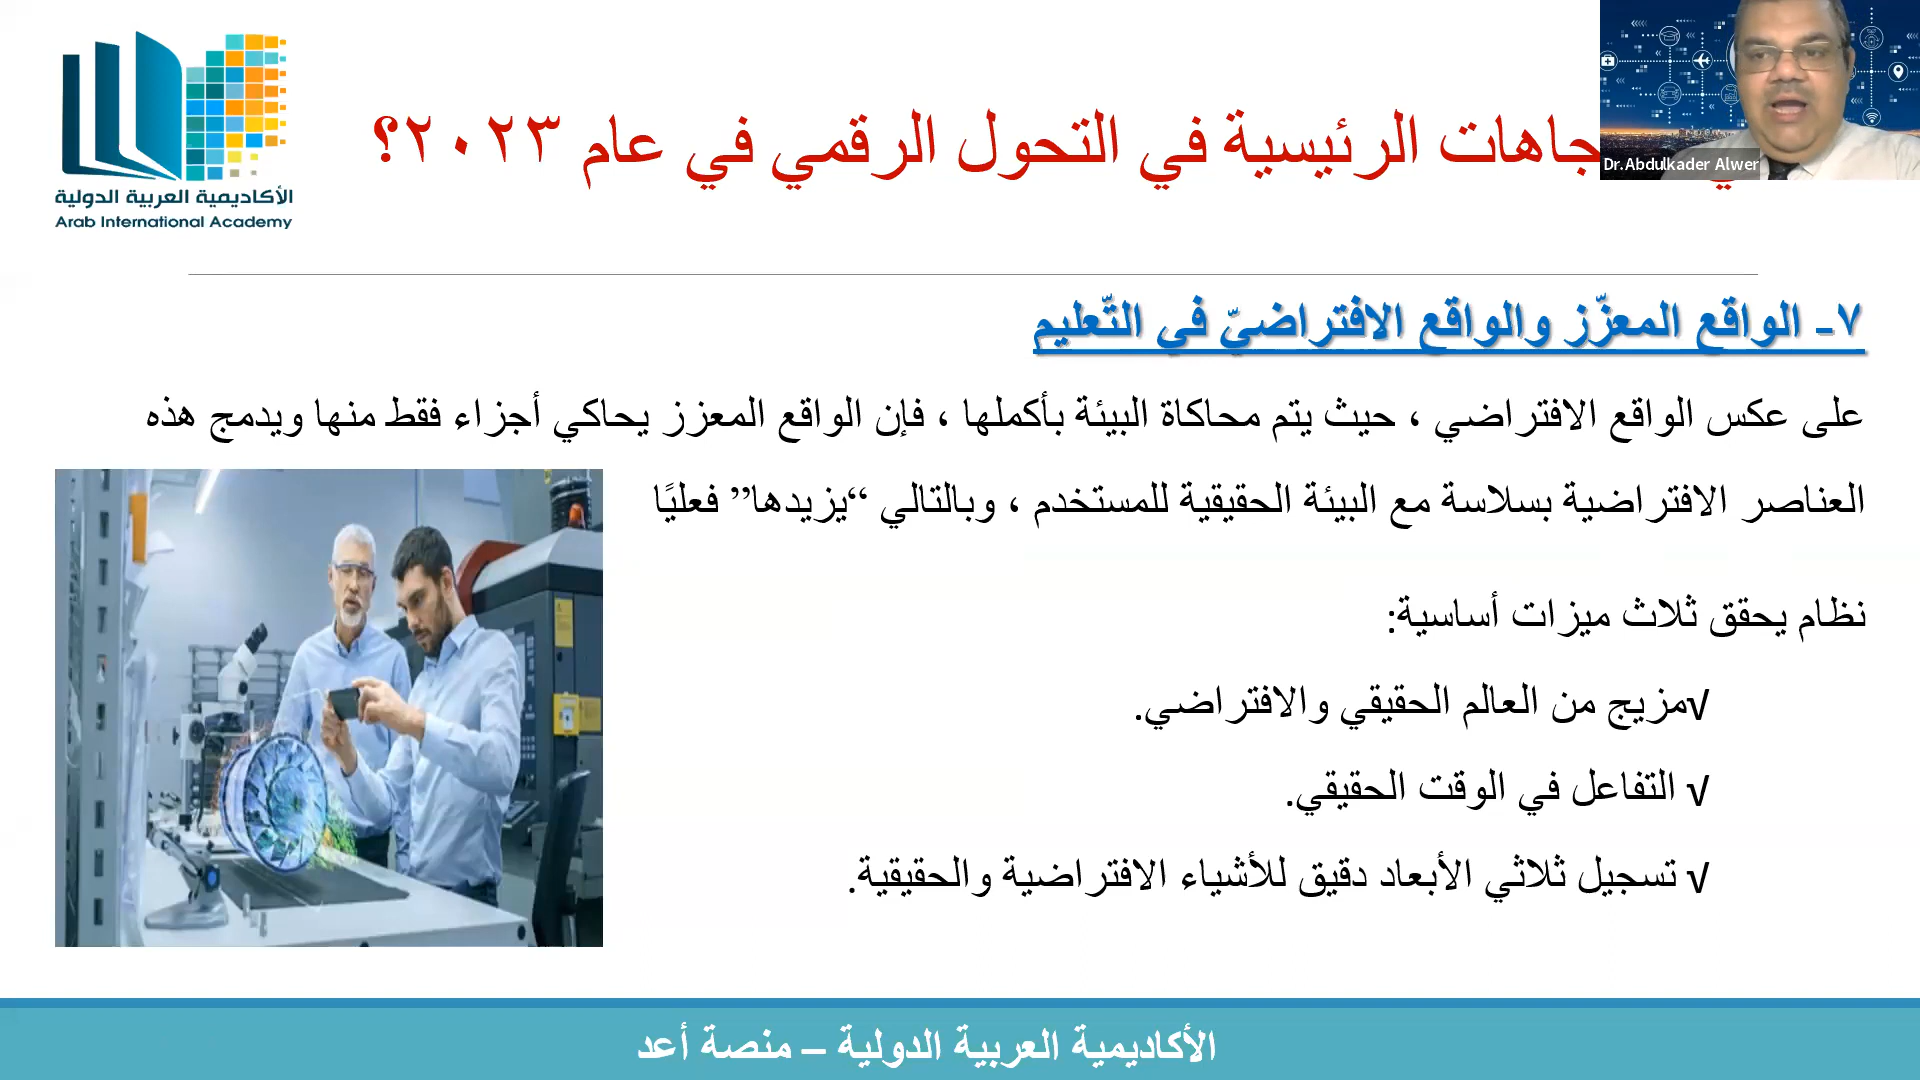 الأكاديمية العربية الدولية
Arab International Academy
الرئيسية في التحول الرقمي في عام ٢٠٢٣؟
Dr.Abdulkader Alwer
٧- الواقع المعزّز والواقع الافتراضيّ في التّعليم
على عكس الواقع الافتراضي ، حيث يتم محاكاة البيئة بأكملها ، فإن الواقع المعزز يحاكي أجزاء فقط منها ويدمج هذه
العناصر الافتراضية بسلاسة مع البيئة الحقيقية للمستخدم ، وبالتالي “يزيدها” فعليًا
نظام يحقق ثلاث ميزات أساسية:
√مزيج من العالم الحقيقي والافتراضي.
√ التفاعل في الوقت الحقيقي.
√ تسجيل ثلاثي الأبعاد دقيق للأشياء الافتراضية والحقيقية.
الأكاديمية العربية الدولية – منصة أعد